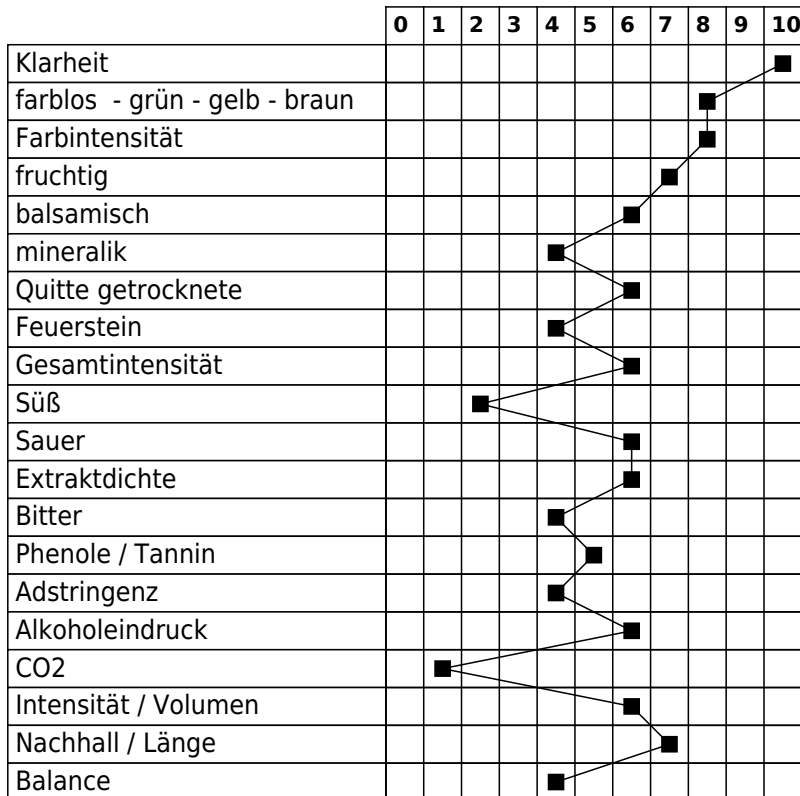 0 1 2 3 4 5 6 7 8 9 10
Klarheit
farblos - grün - gelb - braun
Farbintensität
fruchtig
balsamisch
mineralik
Quitte getrocknete
Feuerstein
Gesamtintensität
Süß
Sauer
Extraktdichte
Bitter
Phenole / Tannin
Adstringenz
Alkoholeindruck
CO2
Intensität / Volumen
Nachhall / Länge
Balance